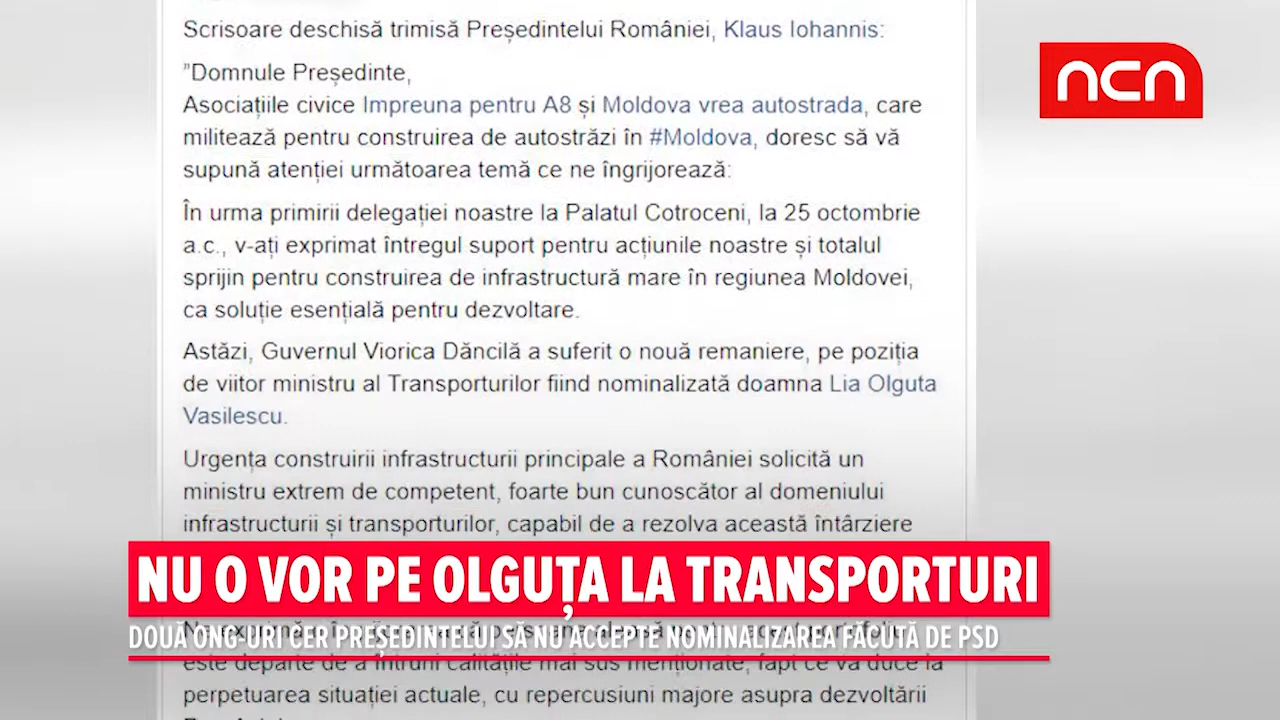 Scrisoare deschisă trimisă Președintelui României, Klaus Iohannis:
ncn
”Domnule Președinte,
Asociațiile civice Impreuna pentru A8 și Moldova vrea autostrada, care
militează pentru construirea de autostrăzi în #Moldova, doresc să vă
supună atenției următoarea temă ce ne îngrijorează:
În urma primirii delegației noastre la Palatul Cotroceni, la 25 octombrie
a.c., v-ați exprimat întregul suport pentru acțiunile noastre și totalul
sprijin pentru construirea de infrastructură mare în regiunea Moldovei,
ca soluție esențială pentru dezvoltare.
Astăzi, Guvernul Viorica Dăncilă a suferit o nouă remaniere, pe poziția
de viitor ministru al Transporturilor fiind nominalizată doamna Lia Olguta
Vasilescu.
Urgența construirii infrastructurii principale a României solicită un
ministru extrem de competent, foarte bun cunoscător al domeniului
infrastructurii și transporturilor, capabil de a rezolva această întârziere
NU O VOR PE OLGUȚA LA TRANSPORTURI
DOUĂ ONG-URI CER PREȘEDINTELUI SĂ NU ACCEPTE NOMINALIZAREA FĂCUTĂ DE PSD
este departe de a întruni calitățile mai sus menționate, fapt ce va duce la
perpetuarea situației actuale, cu repercusiuni majore asupra dezvoltării